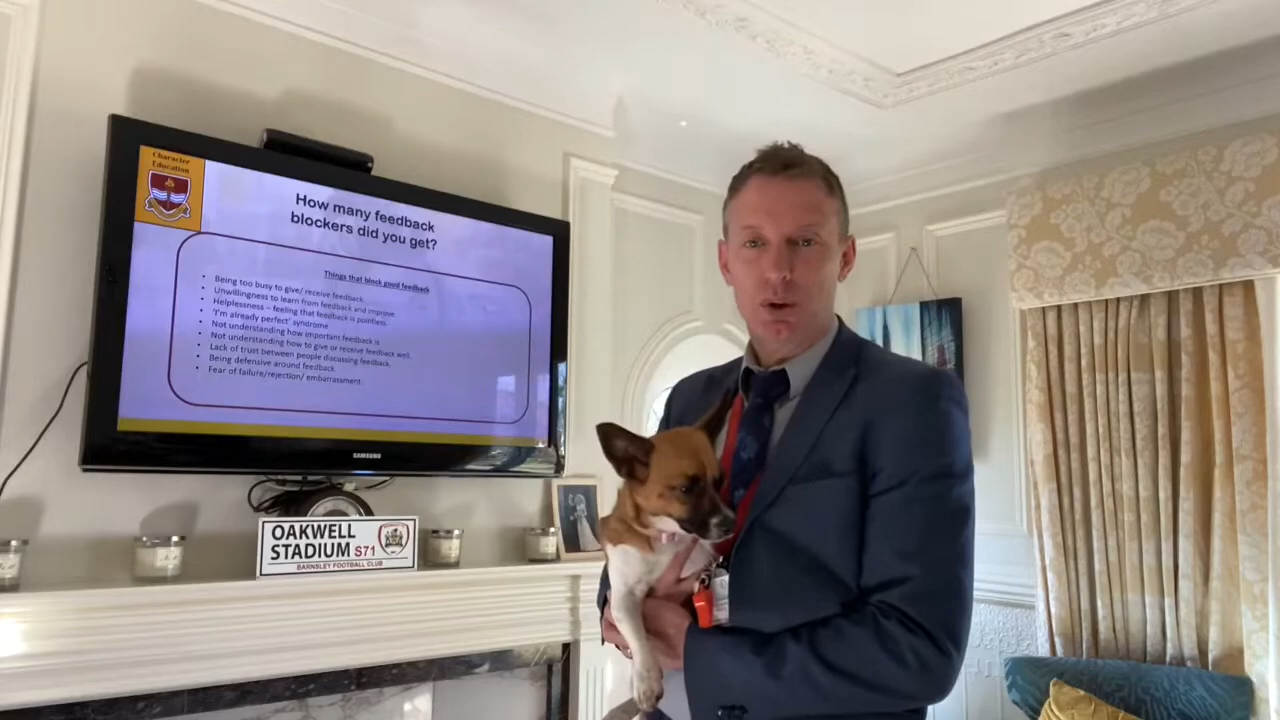 Character
Education
How many feedback
blockers did you get?
Things that block good feedback
• Being too busy to give/ receive feedback.
• Unwillingness to learn from feedback and improve
• Helplessness – feeling that feedback is pointless.
• 'I'm already perfect' syndrome
• Not understanding how important feedback is
• Not understanding how to give or receive feedback well.
• Lack of trust between people discussing feedback.
• Being defensive around feedback
• Fear of failure/rejection/ embarrassment
SAMSUNG
OAKWELL
STADIUM S71
BARNSLEY FOOTBALL CLUB